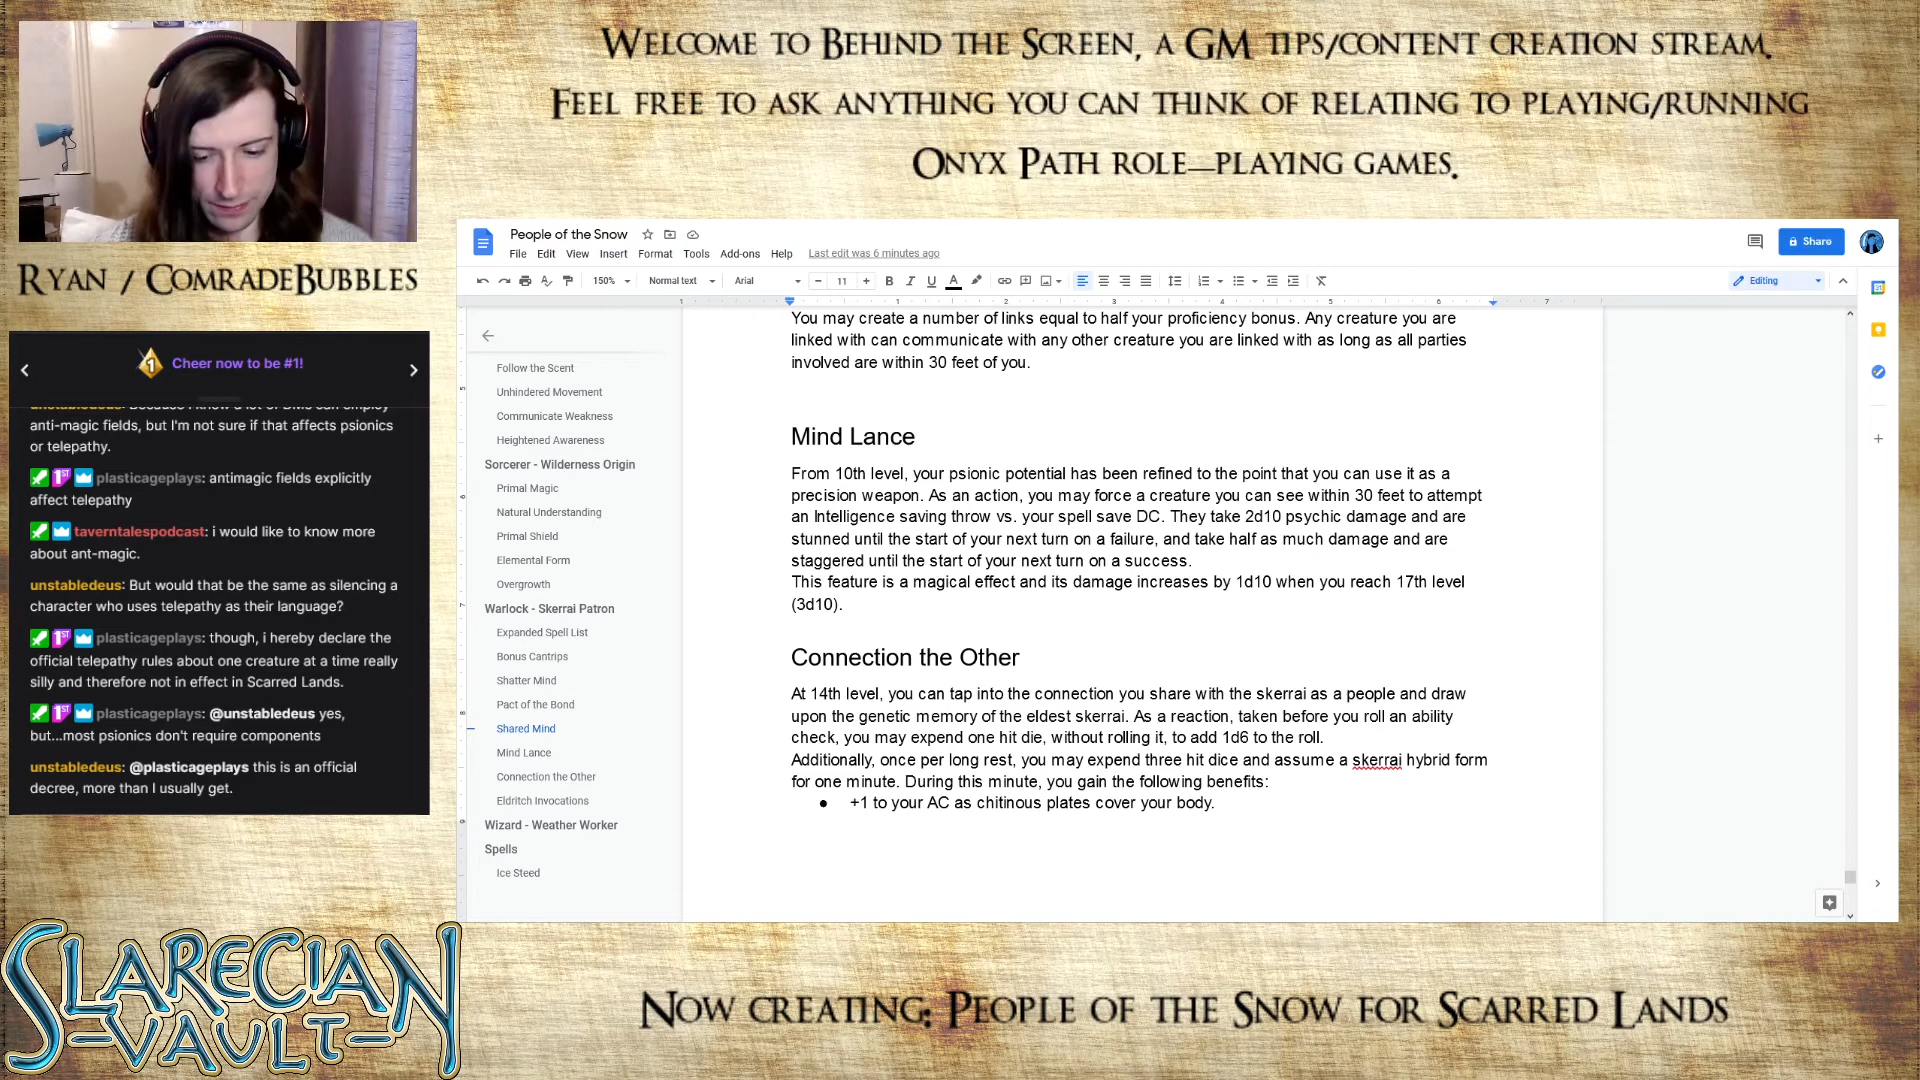 Welcome to Behind the Screen, a GM tips/content creation stream.
Feel free to ask anything you can think of relating to playing/running
Onyx Path role-playing games.
Ryan / ComradeBubbles
Cheer now to be #1!
anti-magic fields, but I'm not sure if that affects psionics
or telepathy.
plasticageplays: antimagic fields explicitly
affect telepathy
taverntalespodcast: i would like to know more
about ant-magic.
unstabledeus: But would that be the same as silencing a
character who uses telepathy as their language?
plasticageplays: though, i hereby declare the
official telepathy rules about one creature at a time really
silly and therefore not in effect in Scarred Lands.
plasticageplays: @unstabledeus yes,
but...most psionics don't require components
unstabledeus: @plasticageplays this is an official
decree, more than I usually get.
People of the Snow
File Edit View Insert Format Tools Add-ons Help Last edit was 6 minutes ago
Share
150% Normal text Arial 11
Editing
1 1 2 3 4 5 6 7
Follow the Scent
Unhindered Movement
Communicate Weakness
Heightened Awareness
Sorcerer - Wilderness Origin
Primal Magic
Natural Understanding
Primal Shield
Elemental Form
Overgrowth
Warlock - Skerrai Patron
Expanded Spell List
Bonus Cantrips
Shatter Mind
Pact of the Bond
Shared Mind
Mind Lance
Connection the Other
Eldritch Invocations
Wizard - Weather Worker
Spells
Ice Steed
You may create a number of links equal to half your proficiency bonus. Any creature you are
linked with can communicate with any other creature you are linked with as long as all parties
involved are within 30 feet of you.
Mind Lance
From 10th level, your psionic potential has been refined to the point that you can use it as a
precision weapon. As an action, you may force a creature you can see within 30 feet to attempt
an Intelligence saving throw vs. your spell save DC. They take 2d10 psychic damage and are
stunned until the start of your next turn on a failure, and take half as much damage and are
staggered until the start of your next turn on a success.
This feature is a magical effect and its damage increases by 1d10 when you reach 17th level
(3d10).
Connection the Other
At 14th level, you can tap into the connection you share with the skerrai as a people and draw
upon the genetic memory of the eldest skerrai. As a reaction, taken before you roll an ability
check, you may expend one hit die, without rolling it, to add 1d6 to the roll.
Additionally, once per long rest, you may expend three hit dice and assume a skerrai hybrid form
for one minute. During this minute, you gain the following benefits:
● +1 to your AC as chitinous plates cover your body.
Slarecian
-Vault-
Now creating: People of the Snow for Scarred Lands